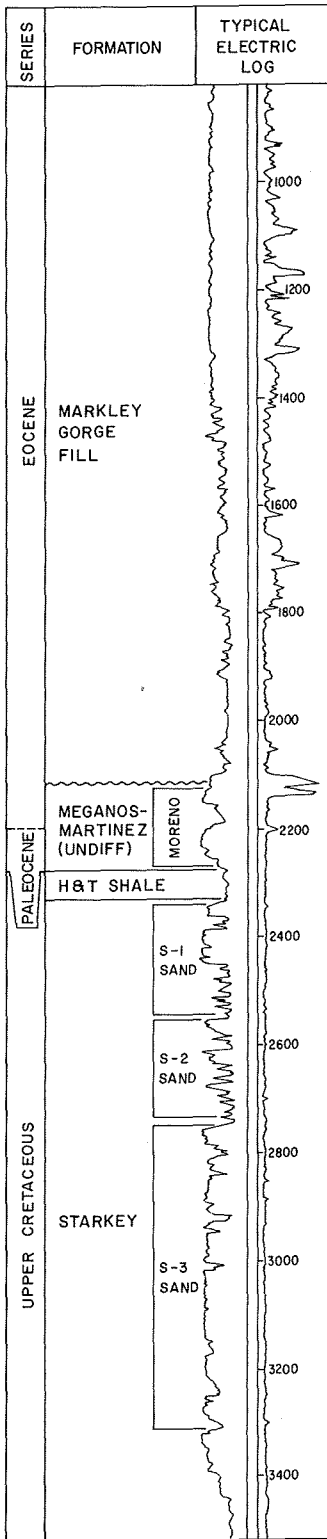 SERIES
FORMATION
TYPICAL
ELECTRIC
LOG
EOCENE
MARKLEY
GORGE
FILL
1000
1200
1400
1600
1800
2000
MEGANOS-
MARTINEZ
(UNDIFF)
MORENO
2200
PALEOCENE
H&T SHALE
S-1
SAND
2400
S-2
SAND
2600
UPPER CRETACEOUS
STARKEY
S-3
SAND
2800
3000
3200
3400